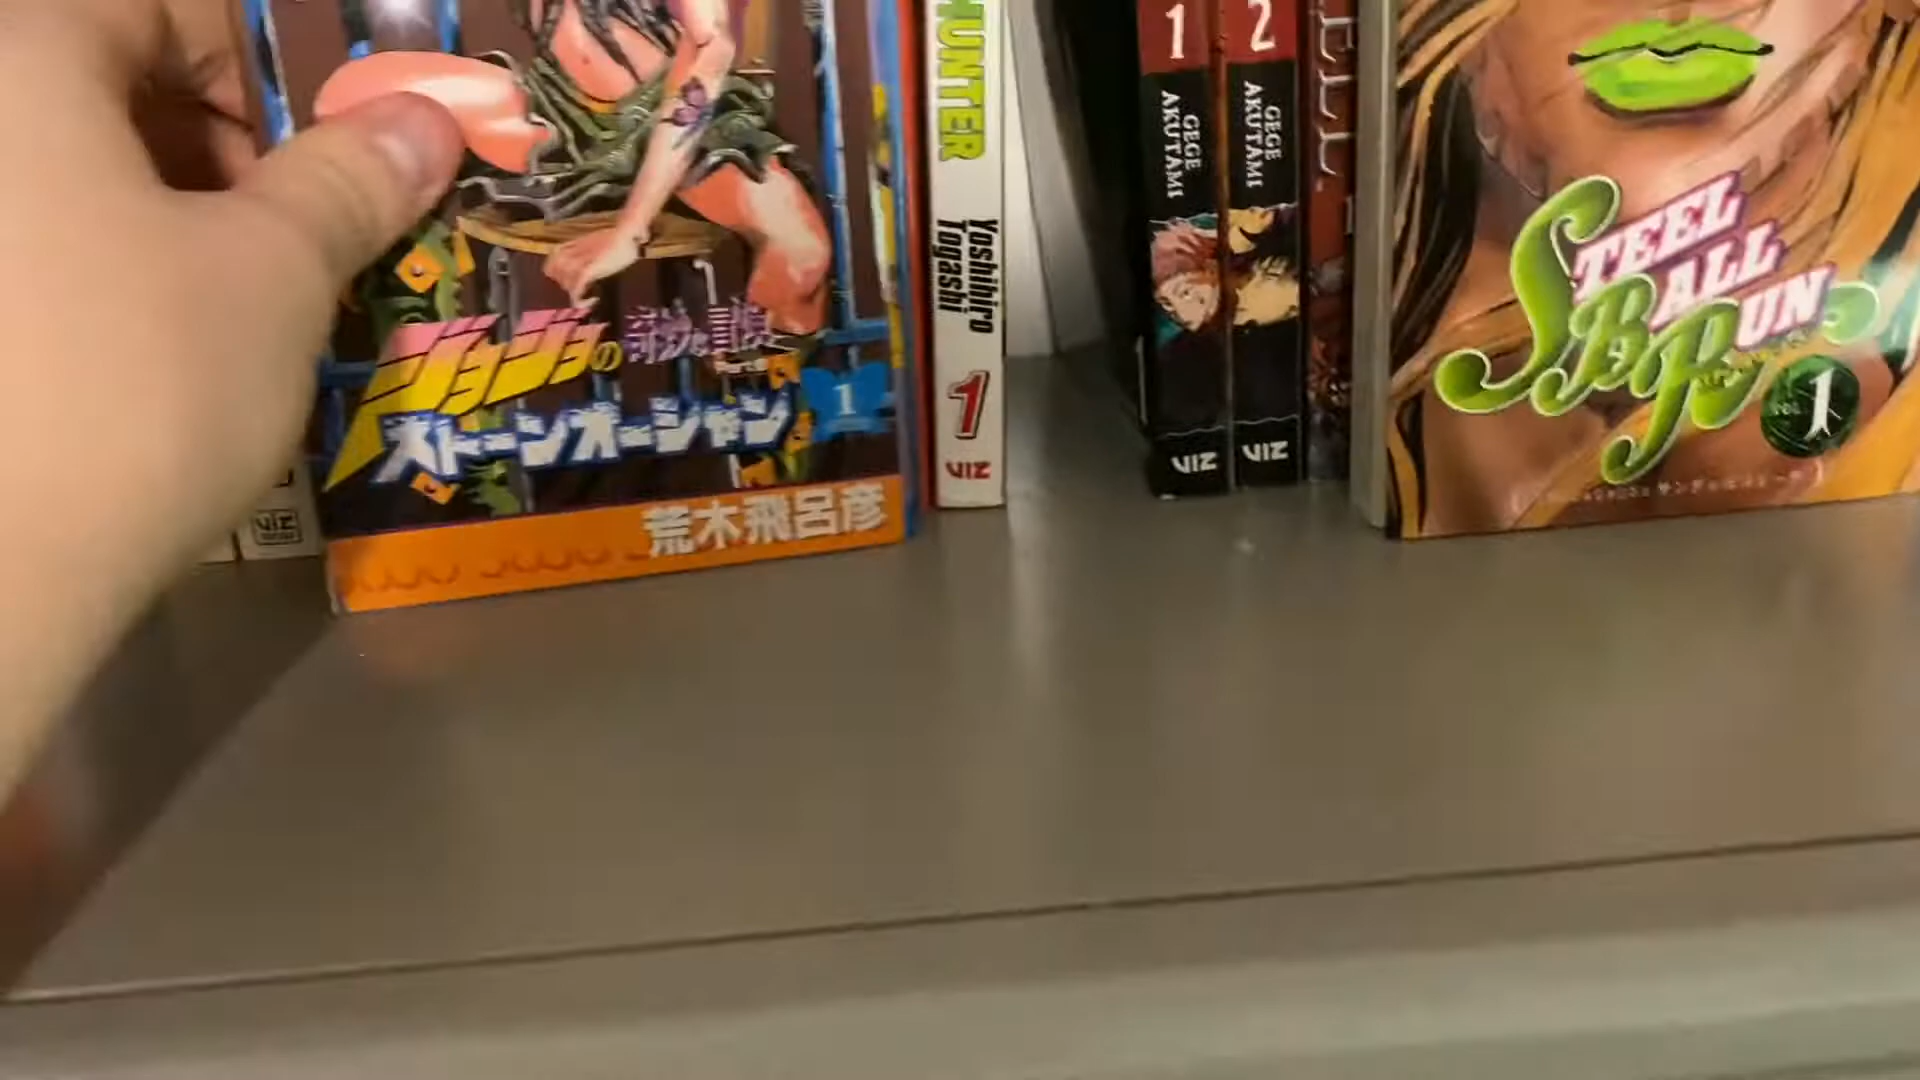 ジョジョの奇妙な冒険
Part6
ストーンオーシャン
1
荒木飛呂彦
VIZ
HUNTER
Yoshihiro
Togashi
1
VIZ
1
GEGE
AKUTAMI
VIZ
2
GEGE
AKUTAMI
VIZ
STEEL
BALL
RUN
SBR
VOL
1